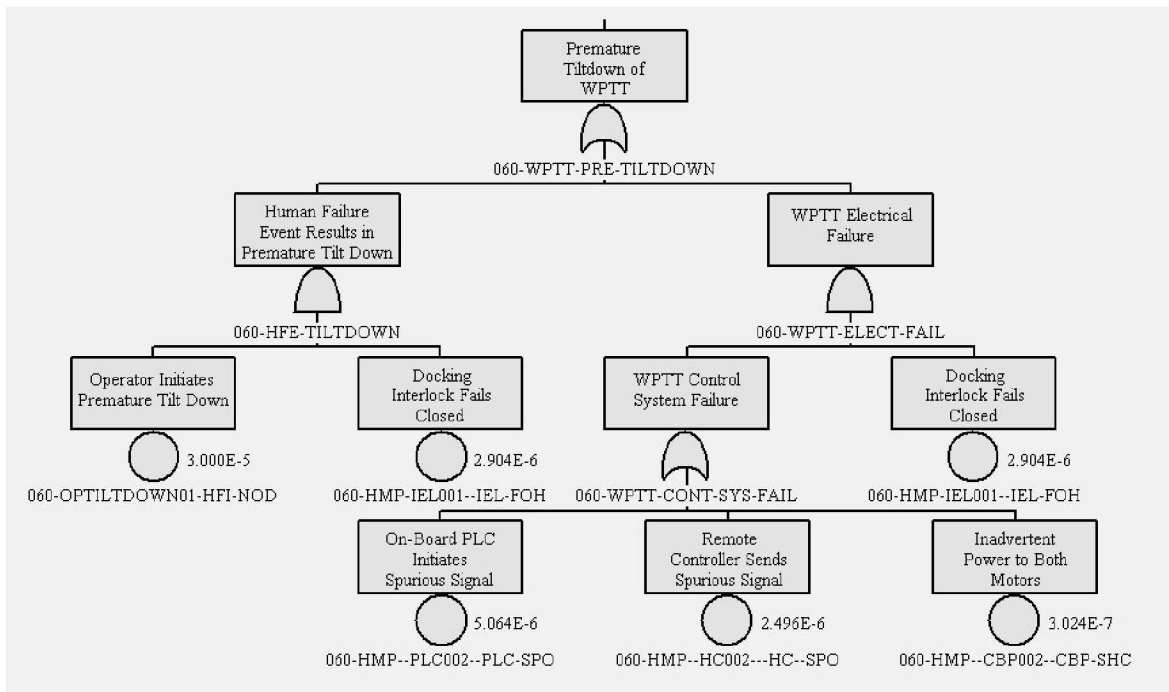 Premature
Tiltdown of
WPTT
060-WPTT-PRE-TILTDOWN
Human Failure
Event Results in
Premature Tilt Down
060-HFE-TILTDOWN
WPTT Electrical
Failure
060-WPTT-ELECT-FAIL
Operator Initiates
Premature Tilt Down
3.000E-5
060-OPTILTDOWN01-HFI-NOD
Docking
Interlock Fails
Closed
2.904E-6
060-HMP-IEL001--IEL-FOH
WPTT Control
System Failure
060-WPTT-CONT-SYS-FAIL
Docking
Interlock Fails
Closed
2.904E-6
060-HMP-IEL001--IEL-FOH
On-Board PLC
Initiates
Spurious Signal
5.064E-6
060-HMP--PLC002--PLC-SPO
Remote
Controller Sends
Spurious Signal
2.496E-6
060-HMP--HC002---HC--SPO
Inadvertent
Power to Both
Motors
3.024E-7
060-HMP--CBP002--CBP-SHC